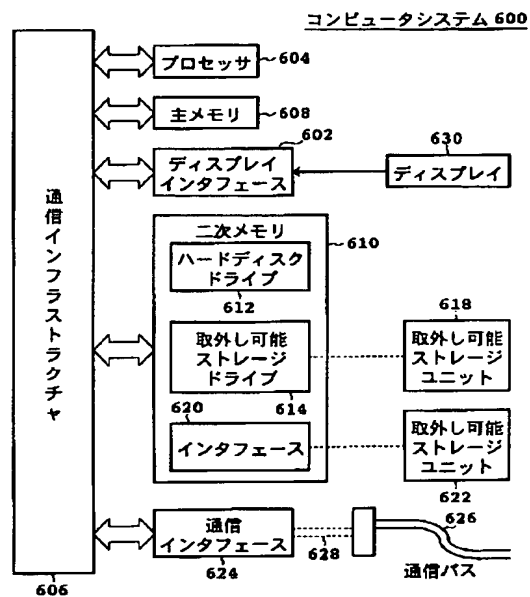 コンピュータシステム 600
プロセッサ 604
主メモリ 608
602
ディスプレイ
インタフェース
630
ディスプレイ
通信インフラストラクチャ
606
二次メモリ
610
ハードディスク
ドライブ
612
取外し可能
ストレージ
ドライブ
614
618
取外し可能
ストレージ
ユニット
620
インタフェース
取外し可能
ストレージ
ユニット
622
通信
インタフェース
624
628
626
通信パス